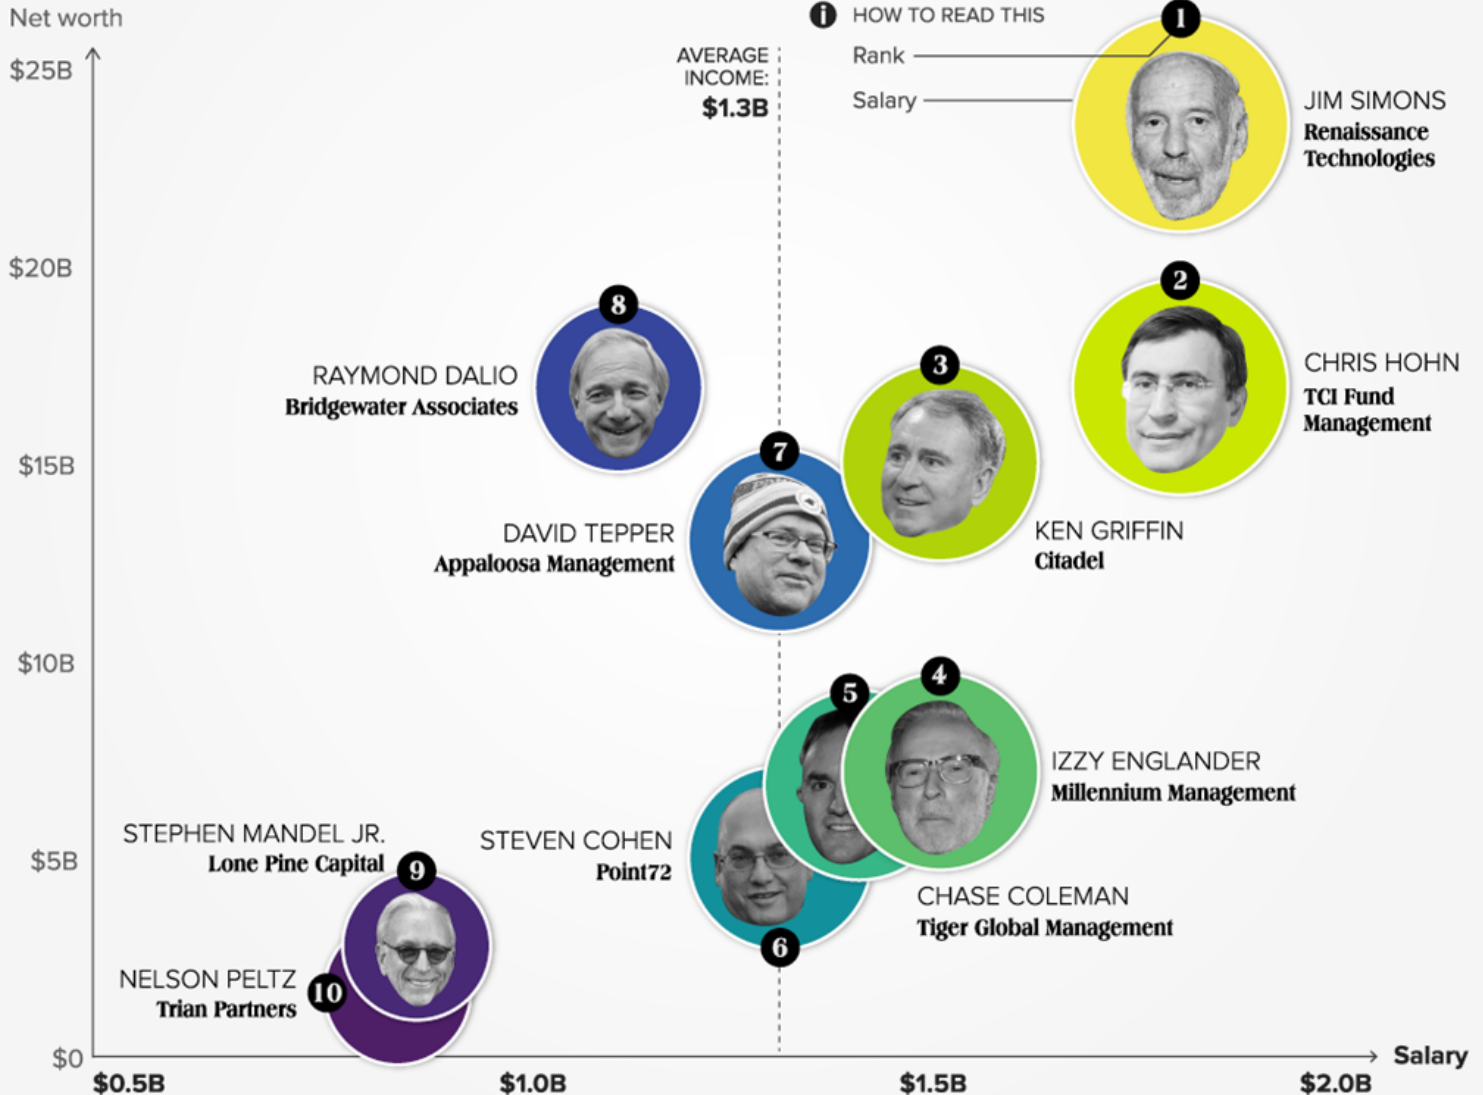 Net worth
HOW TO READ THIS
Rank
Salary
AVERAGE
INCOME:
$1.3B
$25B
$20B
$15B
$10B
$5B
$0
1
JIM SIMONS
Renaissance
Technologies
2
CHRIS HOHN
TCI Fund
Management
8
RAYMOND DALIO
Bridgewater Associates
3
KEN GRIFFIN
Citadel
7
DAVID TEPPER
Appaloosa Management
4
IZZY ENGLANDER
Millennium Management
5
CHASE COLEMAN
Tiger Global Management
STEVEN COHEN
Point72
6
STEPHEN MANDEL JR.
Lone Pine Capital
9
NELSON PELTZ
Trian Partners
10
Salary
$0.5B
$1.0B
$1.5B
$2.0B